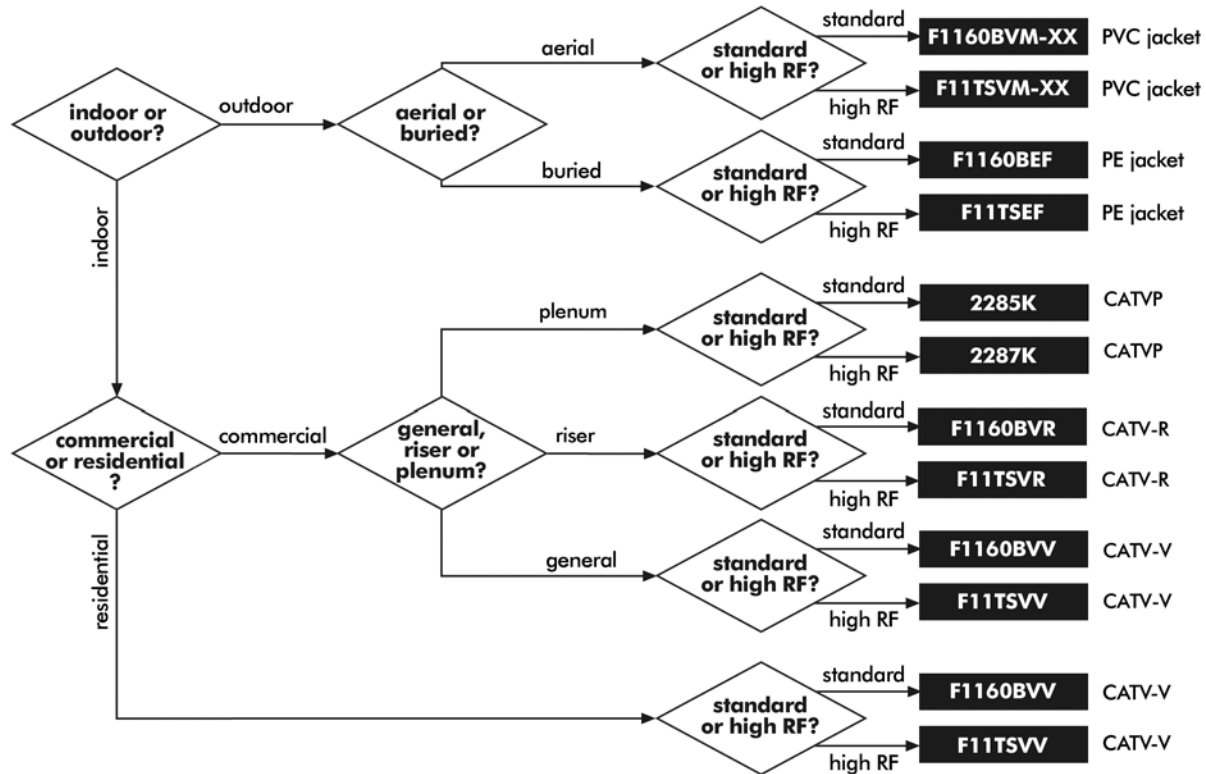 indoor or
outdoor?
outdoor
indoor
aerial or
buried?
aerial
buried
standard
or high RF?
standard
F1160BVM-XX
PVC jacket
high RF
F11TSVM-XX
PVC jacket
standard
or high RF?
standard
F1160BEF
PE jacket
high RF
F11TSEF
PE jacket
commercial
or residential
?
commercial
residential
general,
riser or
plenum?
plenum
riser
general
standard
or high RF?
standard
2285K
CATVP
high RF
2287K
CATVP
standard
or high RF?
standard
F1160BVR
CATV-R
high RF
F11TSVR
CATV-R
standard
or high RF?
standard
F1160BVV
CATV-V
high RF
F11TSVV
CATV-V
standard
or high RF?
standard
F1160BVV
CATV-V
high RF
F11TSVV
CATV-V